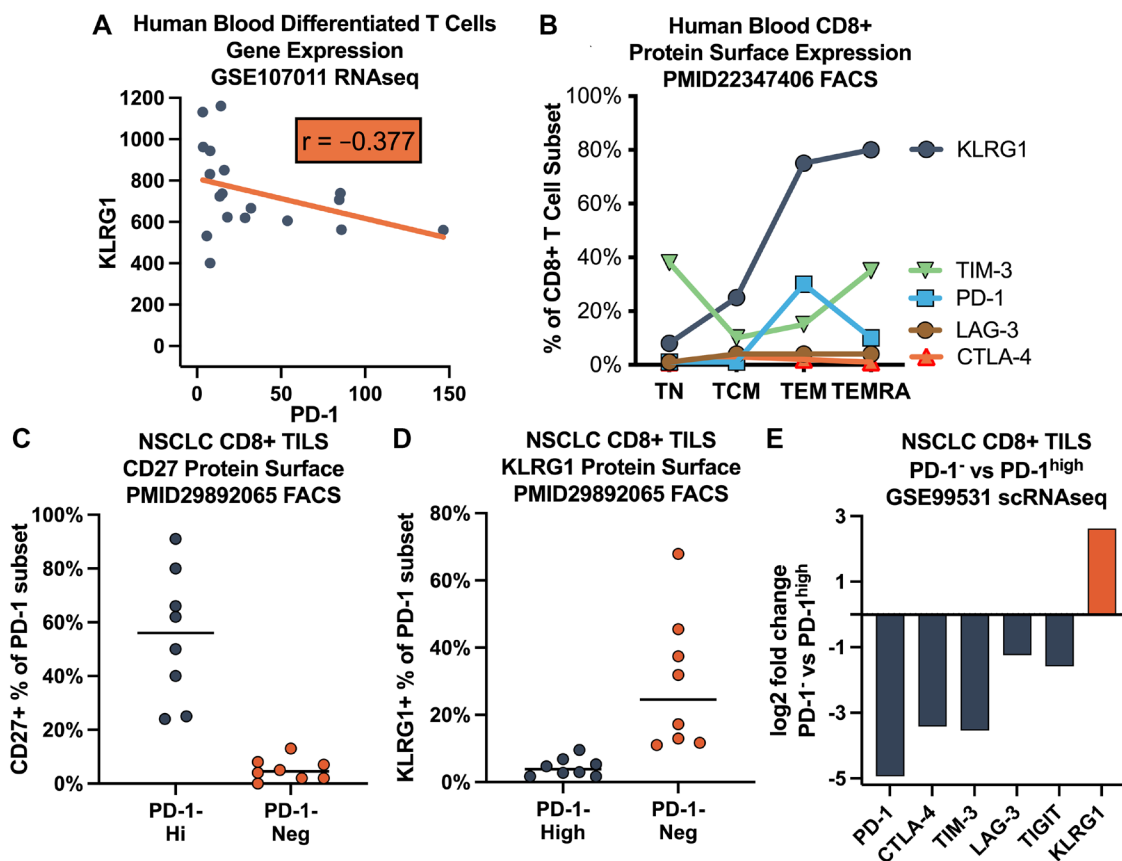 A
Human Blood Differentiated T Cells
Gene Expression
GSE107011 RNAseq
KLRG1
1200
1000
800
600
400
200
0
r = –0.377
0
50
100
150
PD-1
B
Human Blood CD8+
Protein Surface Expression
PMID22347406 FACS
% of CD8+ T Cell Subset
100%
80%
60%
40%
20%
0%
TN
TCM
TEM
TEMRA
KLRG1
TIM-3
PD-1
LAG-3
CTLA-4
C
NSCLC CD8+ TILS
CD27 Protein Surface
PMID29892065 FACS
CD27+ % of PD-1 subset
100%
80%
60%
40%
20%
0%
PD-1-
Hi
PD-1-
Neg
D
NSCLC CD8+ TILS
KLRG1 Protein Surface
PMID29892065 FACS
KLRG1+ % of PD-1 subset
80%
60%
40%
20%
0%
PD-1-
High
PD-1-
Neg
E
NSCLC CD8+ TILS
PD-1⁻ vs PD-1ʰⁱᵍʰ
GSE99531 scRNAseq
log2 fold change
PD-1⁻ vs PD-1ʰⁱᵍʰ
3
1
-1
-3
-5
PD-1
CTLA-4
TIM-3
LAG-3
TIGIT
KLRG1